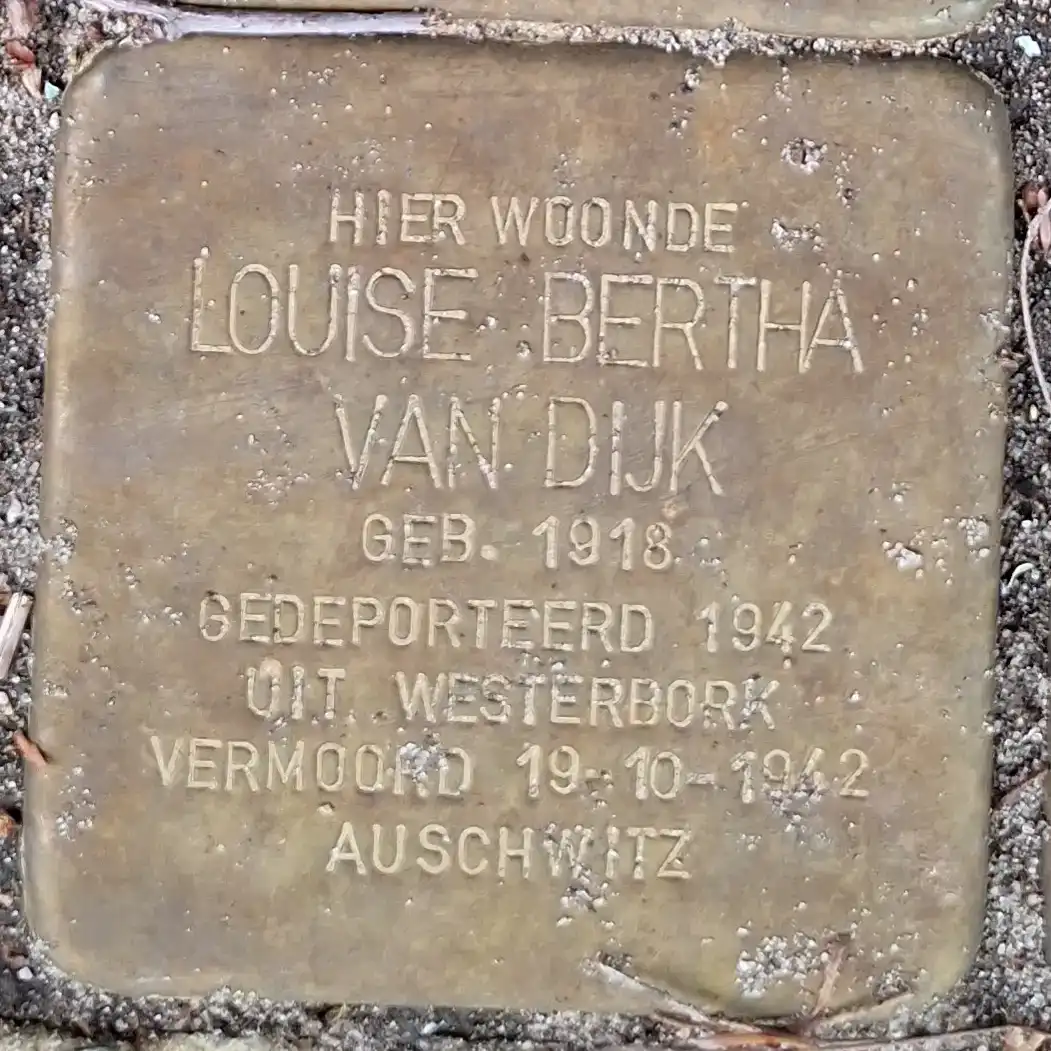 HIER WOONDE
LOUISE BERTHA
VAN DIJK
GEB. 1918
GEDEPORTEERD 1942
UIT WESTERBORK
VERMOORD 19-10-1942
AUSCHWITZ